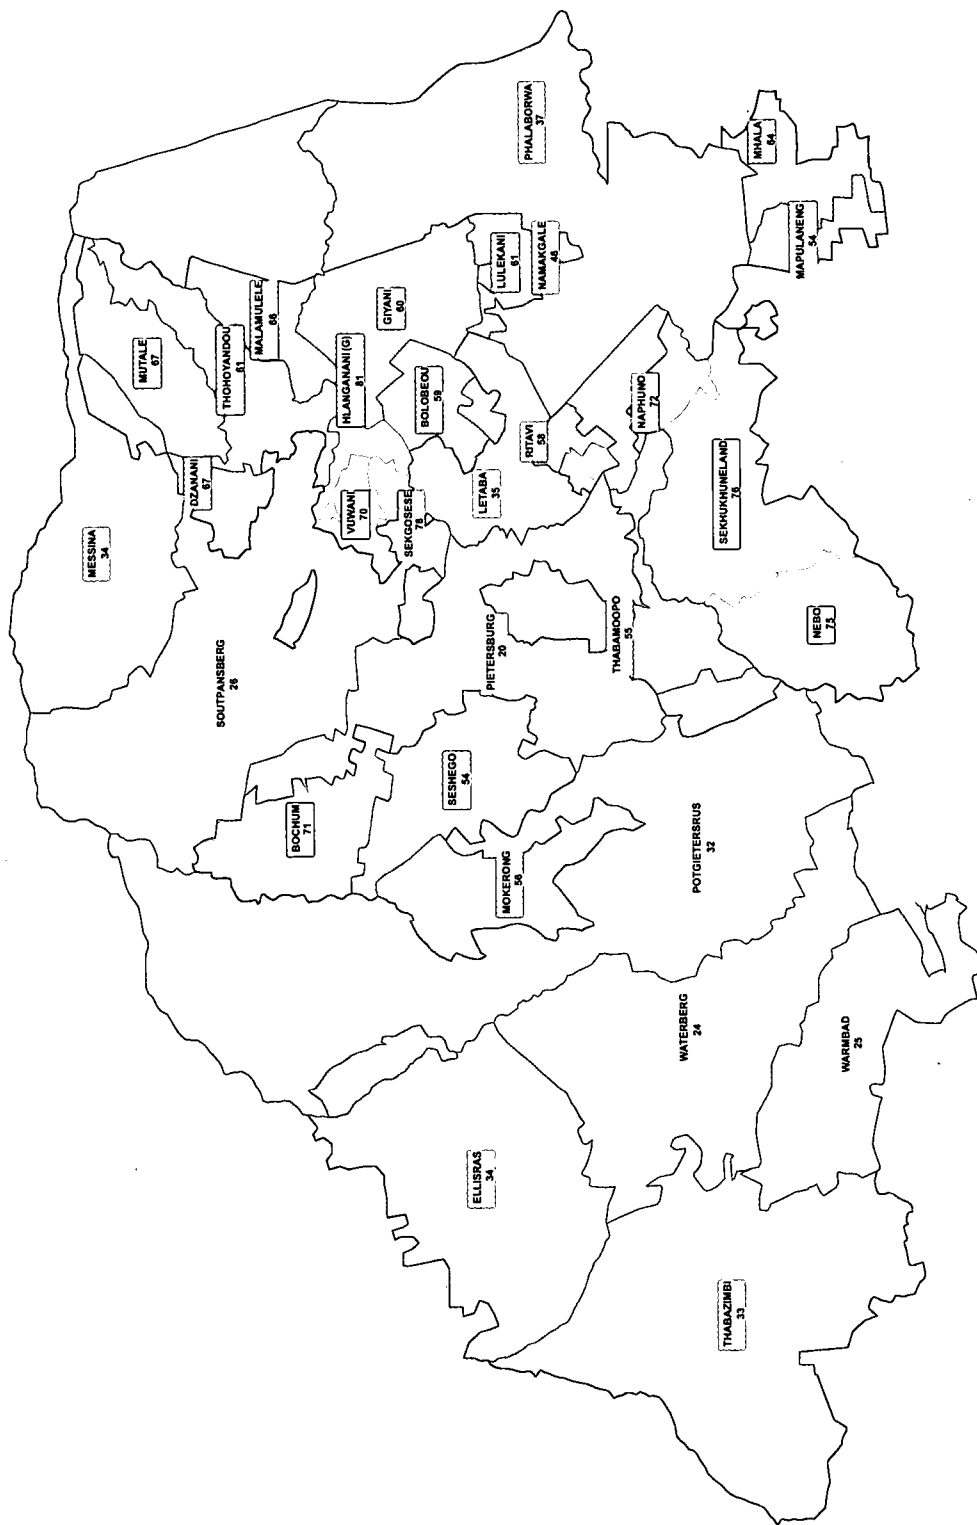 MESSINA
34
MUTALE
67
DZANANI
67
SOUTPANSBERG
26
THOHOYANDOU
61
MALAMULELE
66
BOCHUM
71
HLANGANANI (G)
81
VUWANI
70
GIYANI
60
SEKGOSESE
78
BOLOBEOU
59
SESHEGO
54
ELLISRAS
34
LETABA
35
PIETERSBURG
20
LULEKANI
61
MOKERONG
56
PHALABORWA
37
RITAVI
58
NAMAKGALE
46
THABAMOOPO
55
NAPHUNO
72
WATERBERG
24
POTGIETERSRUS
32
SEKHUKHUNELAND
76
THABAZIMBI
33
MHALA
64
MAPULANENG
54
NEBO
75
WARMBAD
25